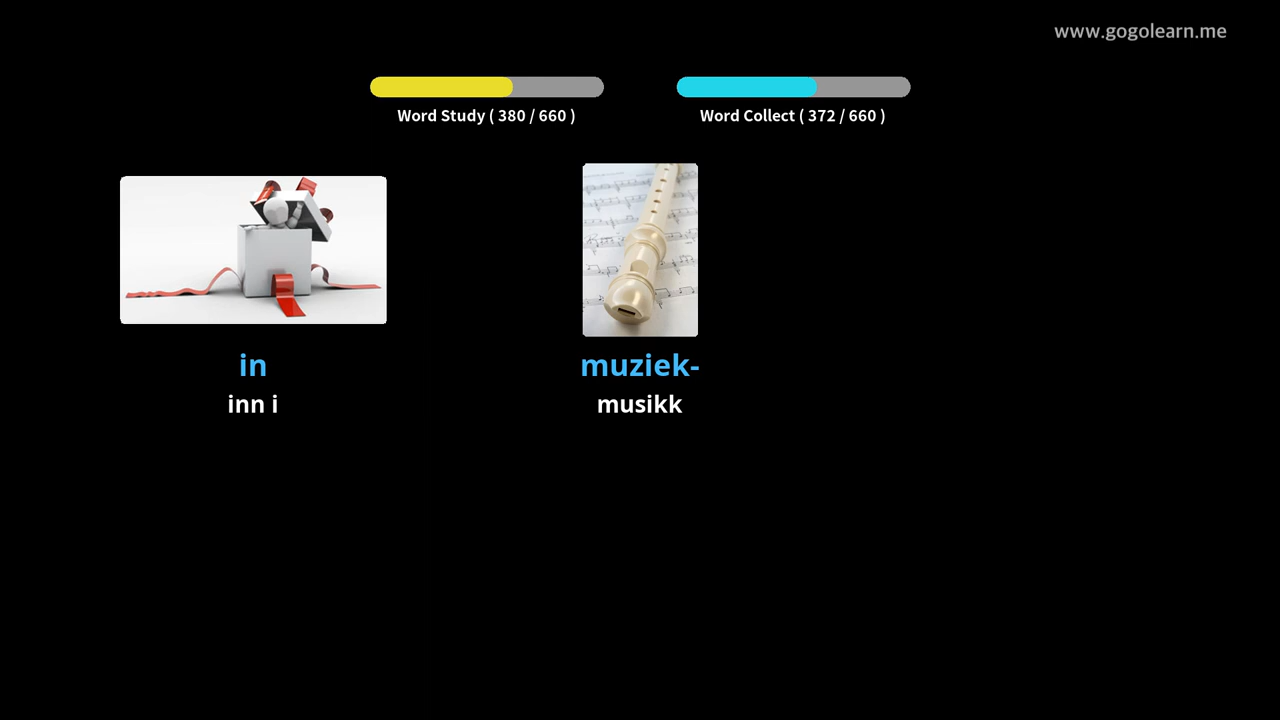 www.gogolearn.me
Word Study ( 380 / 660 )
Word Collect ( 372 / 660 )
in
inn i
muziek-
musikk